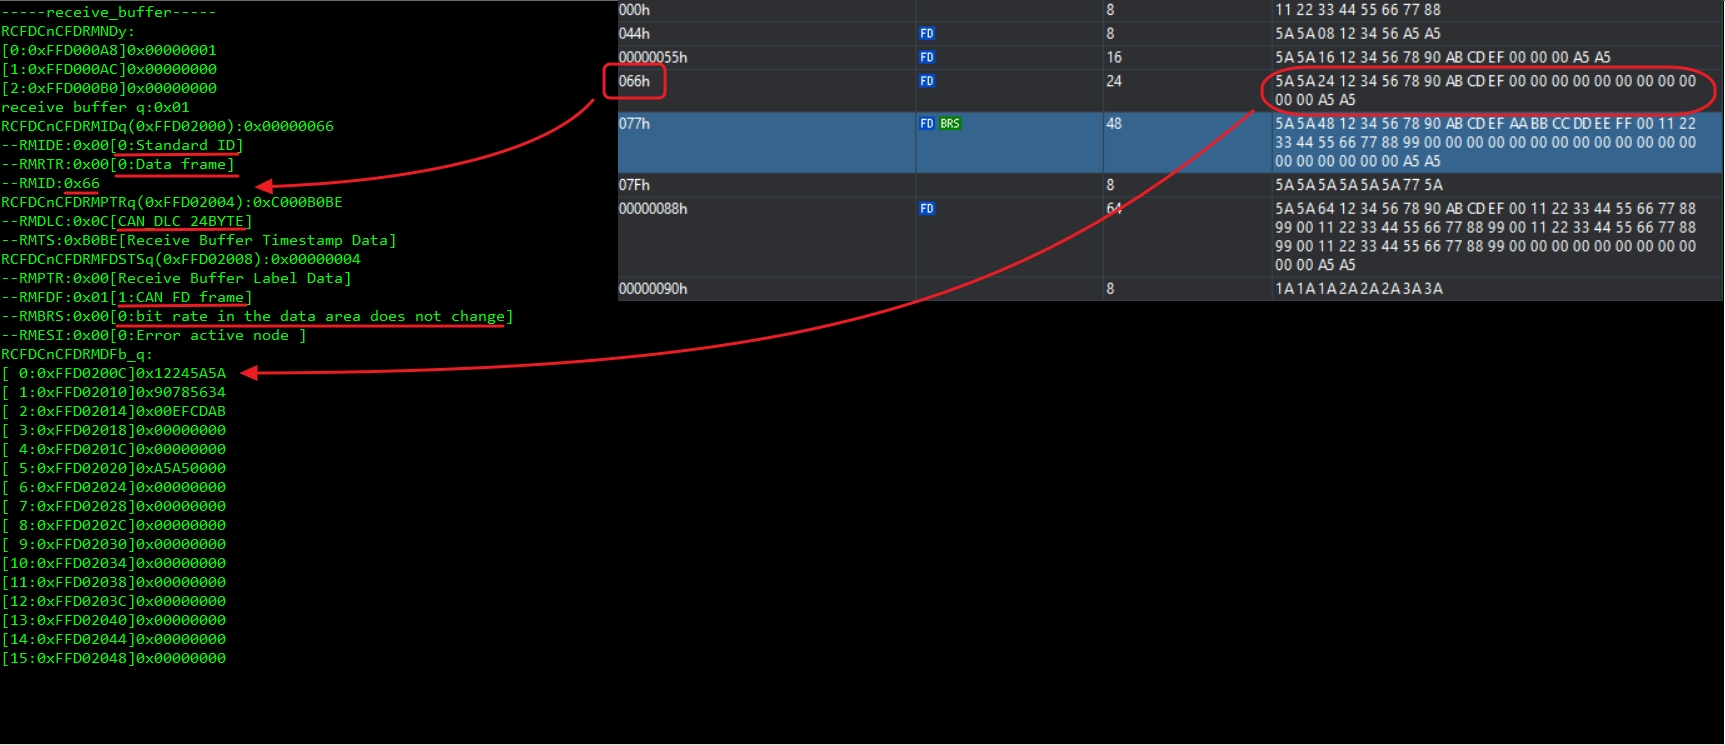 -----receive_buffer-----
RCFDCnCFDRMNDy:
[0:0xFFD000A8]0x00000001
[1:0xFFD000AC]0x00000000
[2:0xFFD000B0]0x00000000
receive buffer q:0x01
RCFDCnCFDRMIDq(0xFFD02000):0x00000066
--RMIDE:0x00[0:Standard ID]
--RMRTR:0x00[0:Data frame]
--RMID:0x66
RCFDCnCFDRMPTRq(0xFFD02004):0xC000B0BE
--RMDLC:0x0C[CAN_DLC_24BYTE]
--RMTS:0xB0BE[Receive Buffer Timestamp Data]
RCFDCnCFDRMFDSTSq(0xFFD02008):0x00000004
--RMPTR:0x00[Receive Buffer Label Data]
--RMFDF:0x01[1:CAN FD frame]
--RMBRS:0x00[0:bit rate in the data area does not change]
--RMESI:0x00[0:Error active node ]
RCFDCnCFDRMDFb_q:
[ 0:0xFFD0200C]0x12245A5A
[ 1:0xFFD02010]0x90785634
[ 2:0xFFD02014]0x00EFCDAB
[ 3:0xFFD02018]0x00000000
[ 4:0xFFD0201C]0x00000000
[ 5:0xFFD02020]0xA5A50000
[ 6:0xFFD02024]0x00000000
[ 7:0xFFD02028]0x00000000
[ 8:0xFFD0202C]0x00000000
[ 9:0xFFD02030]0x00000000
[10:0xFFD02034]0x00000000
[11:0xFFD02038]0x00000000
[12:0xFFD0203C]0x00000000
[13:0xFFD02040]0x00000000
[14:0xFFD02044]0x00000000
[15:0xFFD02048]0x00000000
000h 8 11 22 33 44 55 66 77 88
044h FD 8 5A 5A 08 12 34 56 A5 A5
00000055h FD 16 5A 5A 16 12 34 56 78 90 AB CD EF 00 00 00 A5 A5
066h FD 24 5A 5A 24 12 34 56 78 90 AB CD EF 00 00 00 00 00 00 00 00 00
00 00 A5 A5
077h FD BRS 48 5A 5A 48 12 34 56 78 90 AB CD EF AA BB CC DD EE FF 00 11 22
33 44 55 66 77 88 99 00 00 00 00 00 00 00 00 00 00 00 00 00 00 00
00 00 00 00 00 00 A5 A5
07Fh 8 5A 5A 5A 5A 5A 5A 77 5A
00000088h FD 64 5A 5A 64 12 34 56 78 90 AB CD EF 00 11 22 33 44 55 66 77 88
99 00 11 22 33 44 55 66 77 88 99 00 11 22 33 44 55 66 77 88
99 00 11 22 33 44 55 66 77 88 99 00 00 00 00 00 00 00 00 00
00 00 A5 A5
00000090h 8 1A 1A 1A 2A 2A 2A 3A 3A